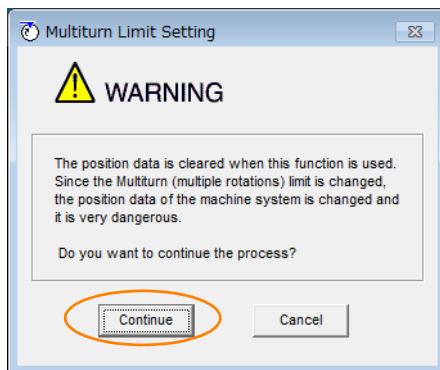 Multiturn Limit Setting
WARNING
The position data is cleared when this function is used.
Since the Multiturn (multiple rotations) limit is changed,
the position data of the machine system is changed and
it is very dangerous.
Do you want to continue the process?
Continue
Cancel